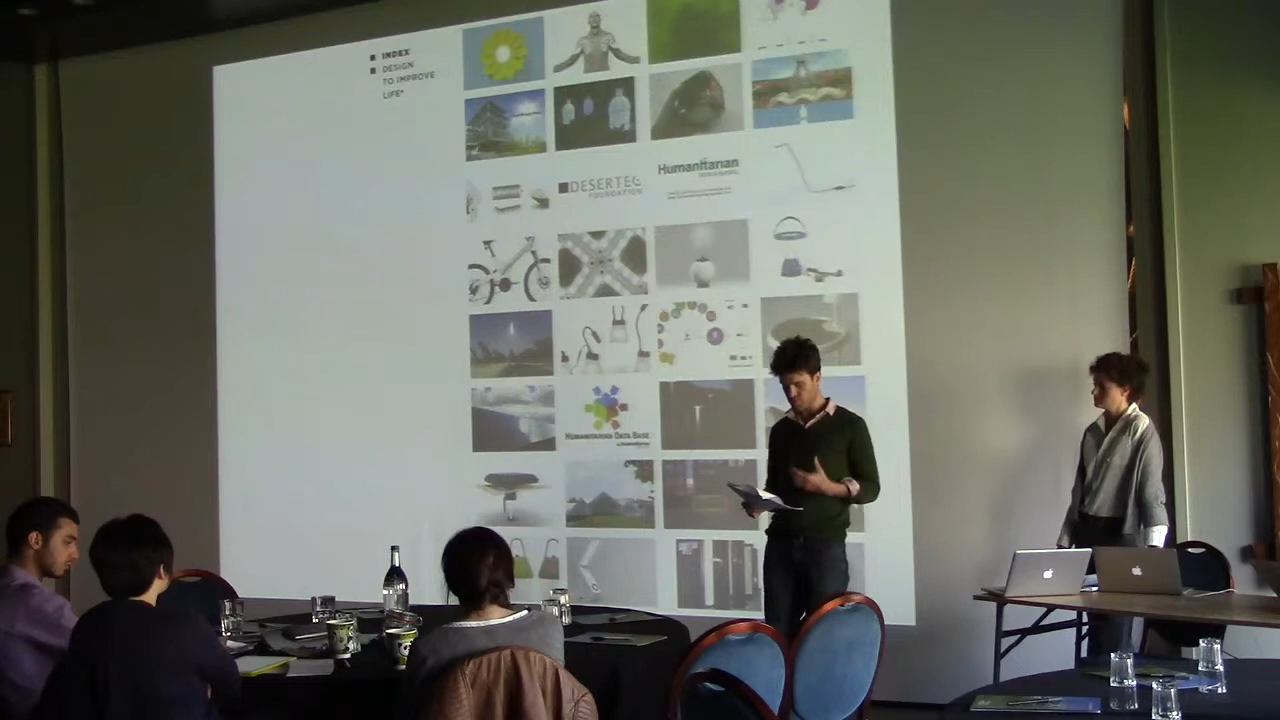 INDEX
DESIGN
TO IMPROVE
LIFE®
DESERTEC
FOUNDATION
Humanitarian
HUMANITARIAN DATA BASE